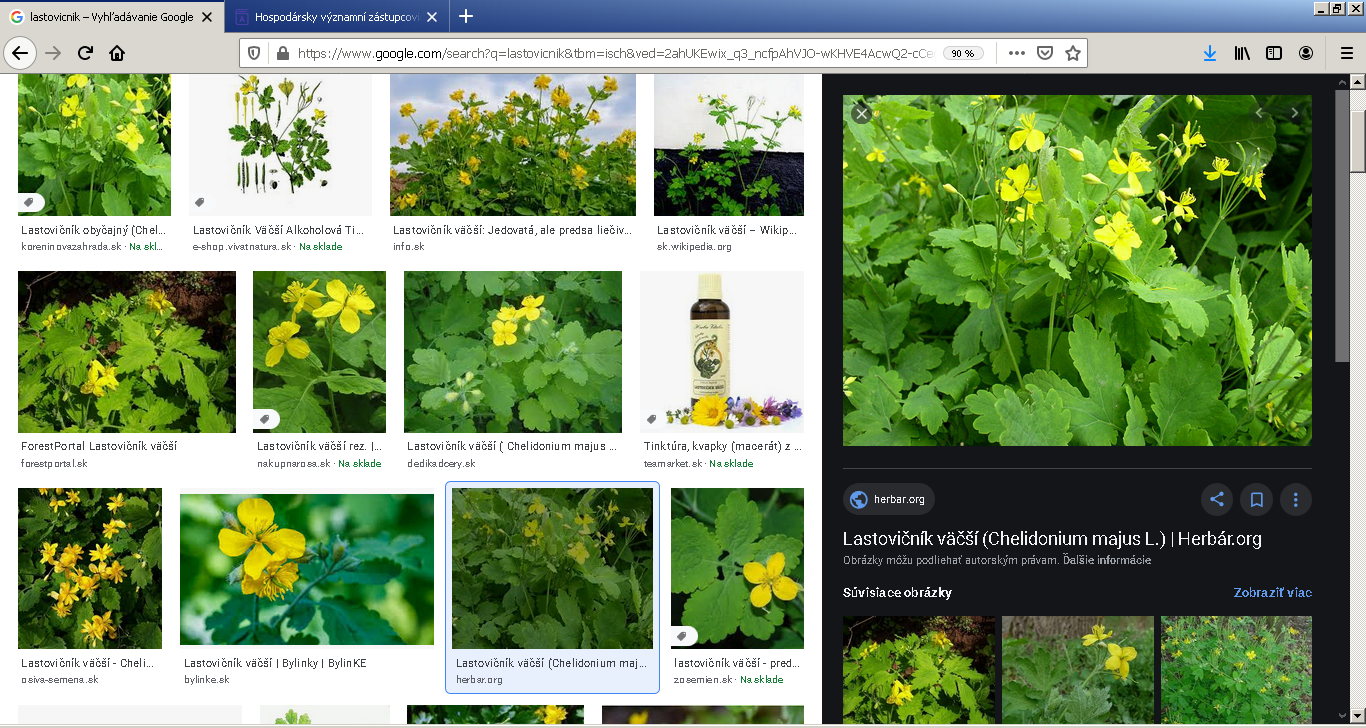 lastovicnik – Vyhľadávanie Google
Hospodársky významní zástupcovi
https://www.google.com/search?q=lastovicnik&tbm=isch&ved=2ahUKEwix_q3_ncfpAhVJO-wKHVE4AcwQ2-cCe
90 %
Lastovičník obyčajný (Chel...
koreninovazahrada.sk · Na skl...
Lastovičník Väčší Alkoholová Ti...
e-shop.vivatnatura.sk · Na sklade
Lastovičník väčší: Jedovatá, ale predsa liečiv...
info.sk
Lastovičník väčší – Wikip...
sk.wikipedia.org
ForestPortal Lastovičník väčší
forestportal.sk
Lastovičník väčší rez. |...
nakupnarosa.sk · Na sklade
Lastovičník väčší ( Chelidonium majus ...
dedikadcery.sk
Tinktúra, kvapky (macerát) z ...
teamarket.sk · Na sklade
Lastovičník väčší - Cheli...
osiva-semena.sk
Lastovičník väčší | Bylinky | BylinKE
bylinke.sk
Lastovičník väčší (Chelidonium maj...
herbar.org
lastovičník väčší - pred...
zosemien.sk · Na sklade
herbar.org
Lastovičník väčší (Chelidonium majus L.) | Herbár.org
Obrázky môžu podliehať autorským právam. Ďalšie informácie
Súvisiace obrázky
Zobraziť viac